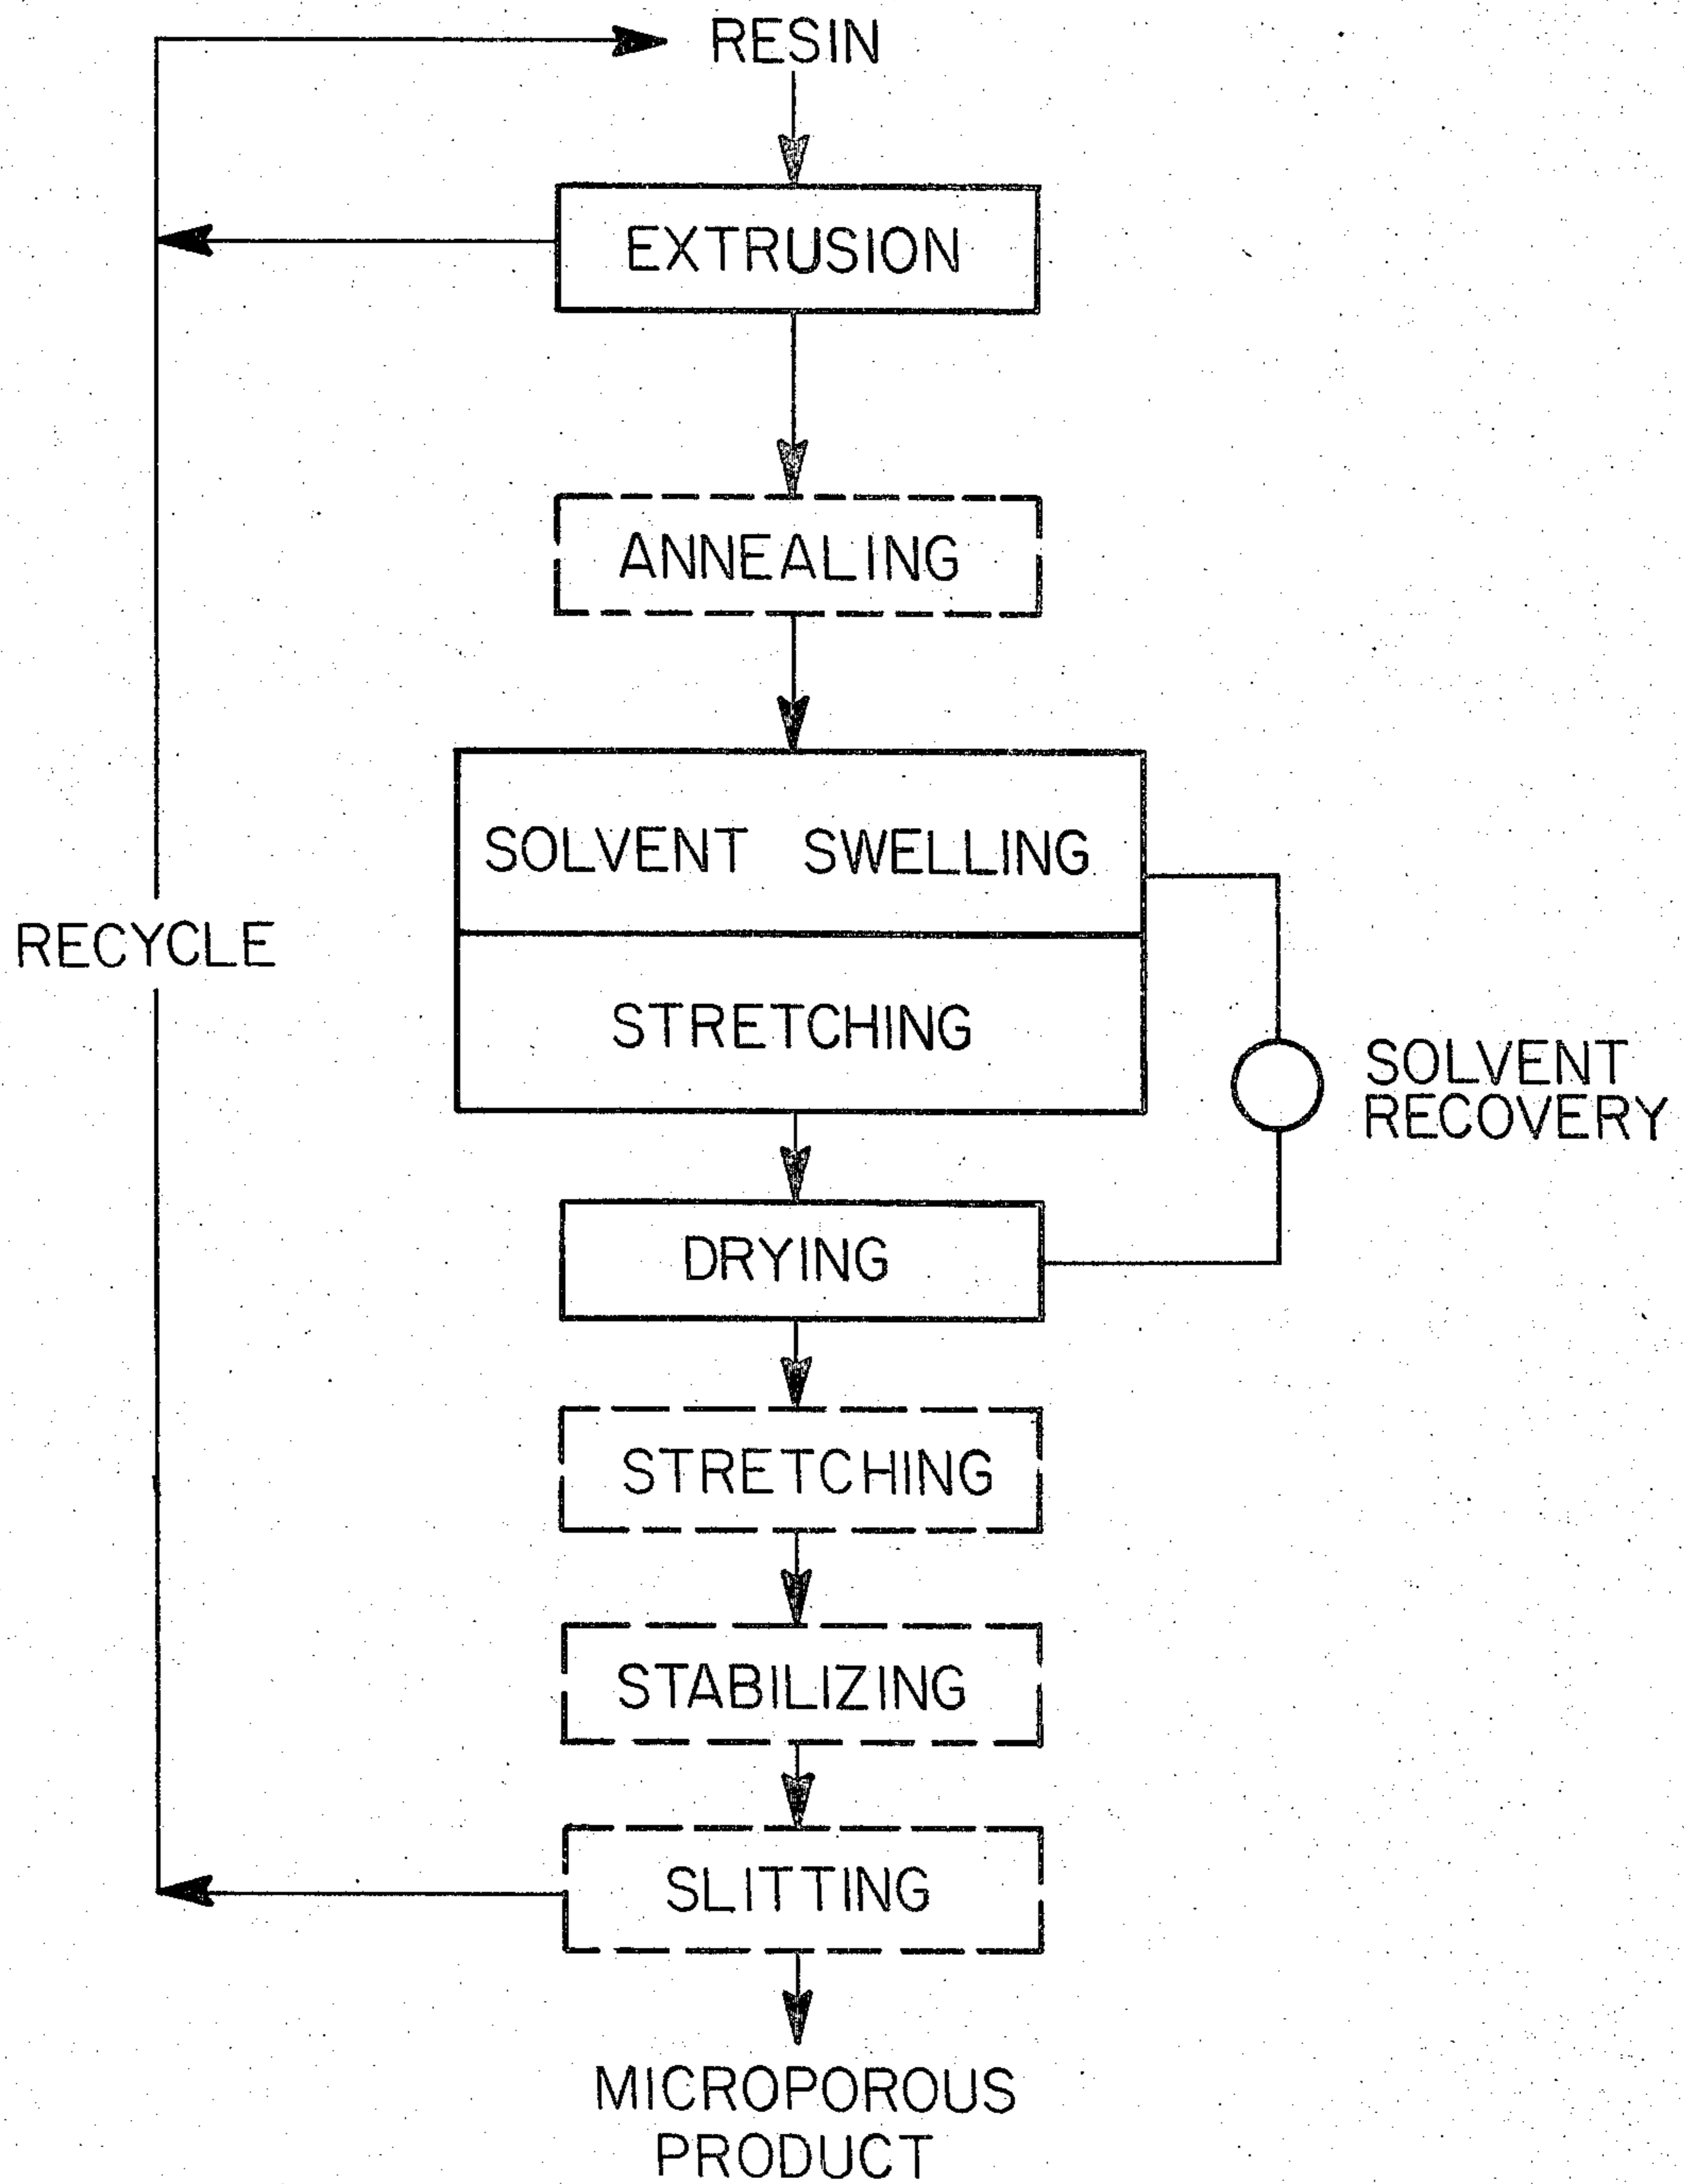 RESIN
EXTRUSION
ANNEALING
SOLVENT SWELLING
RECYCLE
STRETCHING
SOLVENT
RECOVERY
DRYING
STRETCHING
STABILIZING
SLITTING
MICROPOROUS
PRODUCT